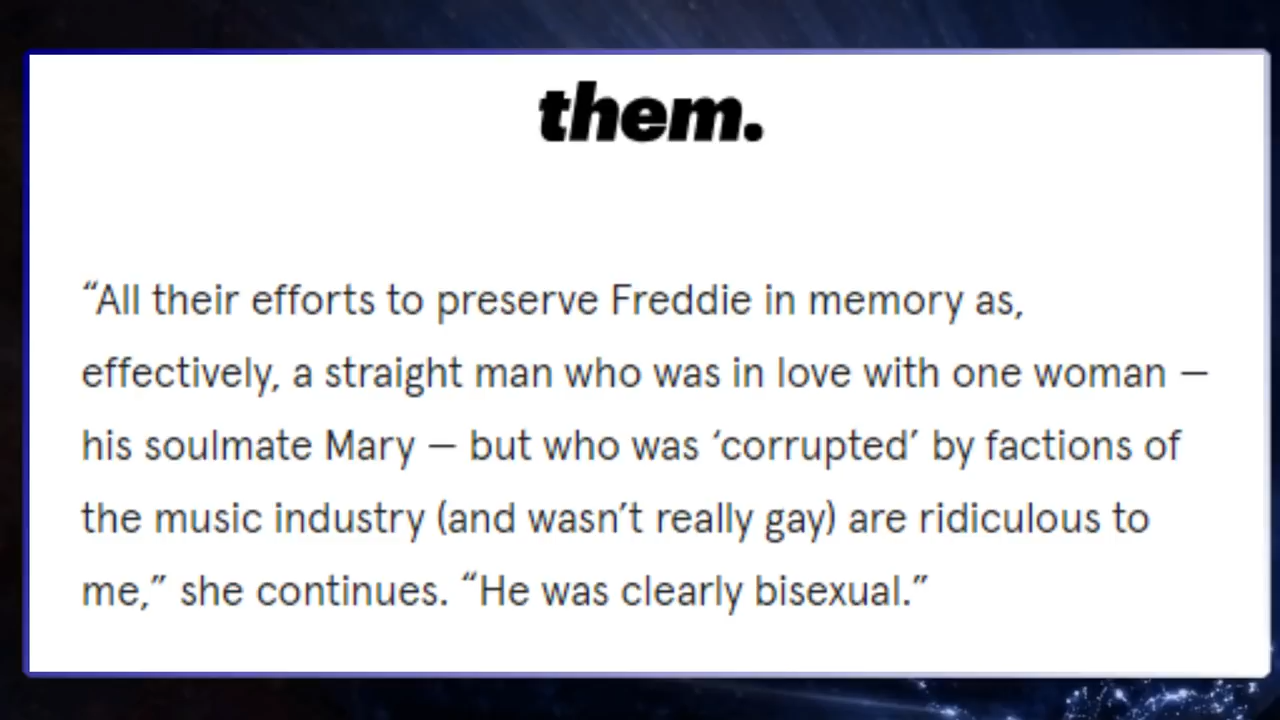 them.
“All their efforts to preserve Freddie in memory as,
effectively, a straight man who was in love with one woman —
his soulmate Mary — but who was ‘corrupted’ by factions of
the music industry (and wasn’t really gay) are ridiculous to
me,” she continues. “He was clearly bisexual.”